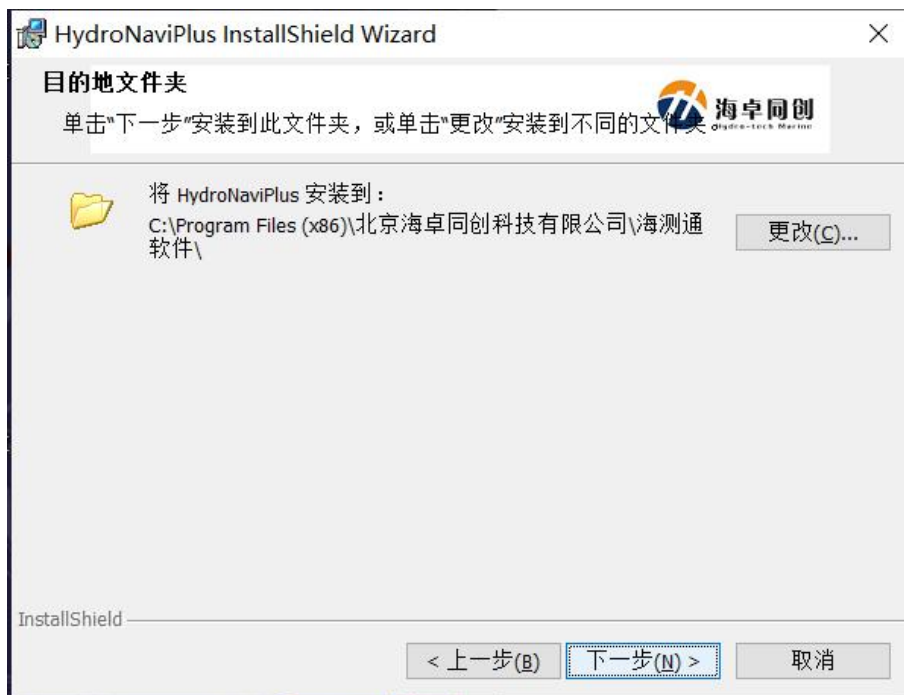 HydroNaviPlus InstallShield Wizard
目的地文件夹
单击“下一步”安装到此文件夹，或单击“更改”安装到不同的文件夹。
海卓同创
将 HydroNaviPlus 安装到：
C:\Program Files (x86)\北京海卓同创科技有限公司\海测通
软件\
更改(C)...
InstallShield
< 上一步(B)
下一步(N) >
取消